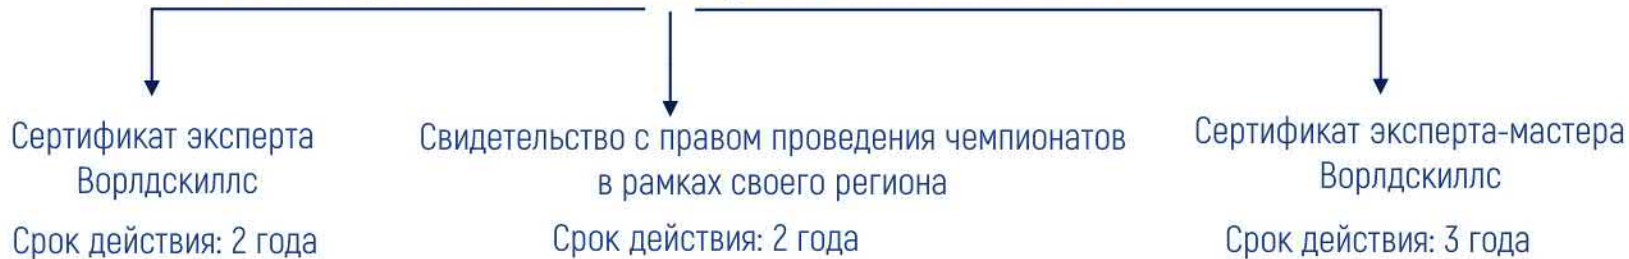 Сертификат эксперта
Ворлдскиллс
Срок действия: 2 года
Свидетельство с правом проведения чемпионатов
в рамках своего региона
Срок действия: 2 года
Сертификат эксперта-мастера
Ворлдскиллс
Срок действия: 3 года